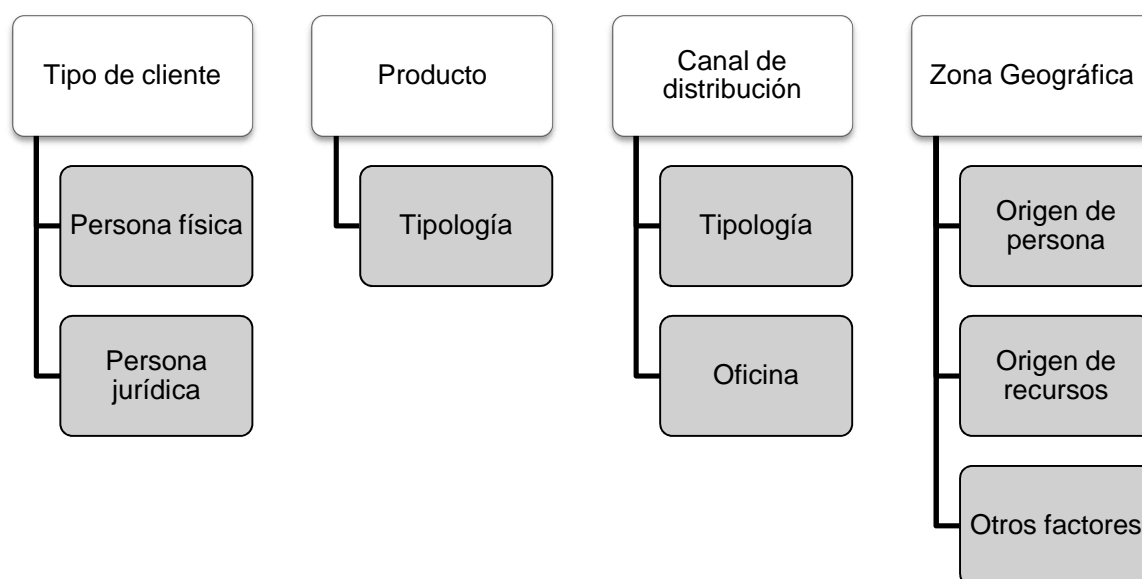 Tipo de cliente
Persona física
Persona
jurídica
Producto
Tipología
Canal de
distribución
Tipología
Oficina
Zona Geográfica
Origen de
persona
Origen de
recursos
Otros factores